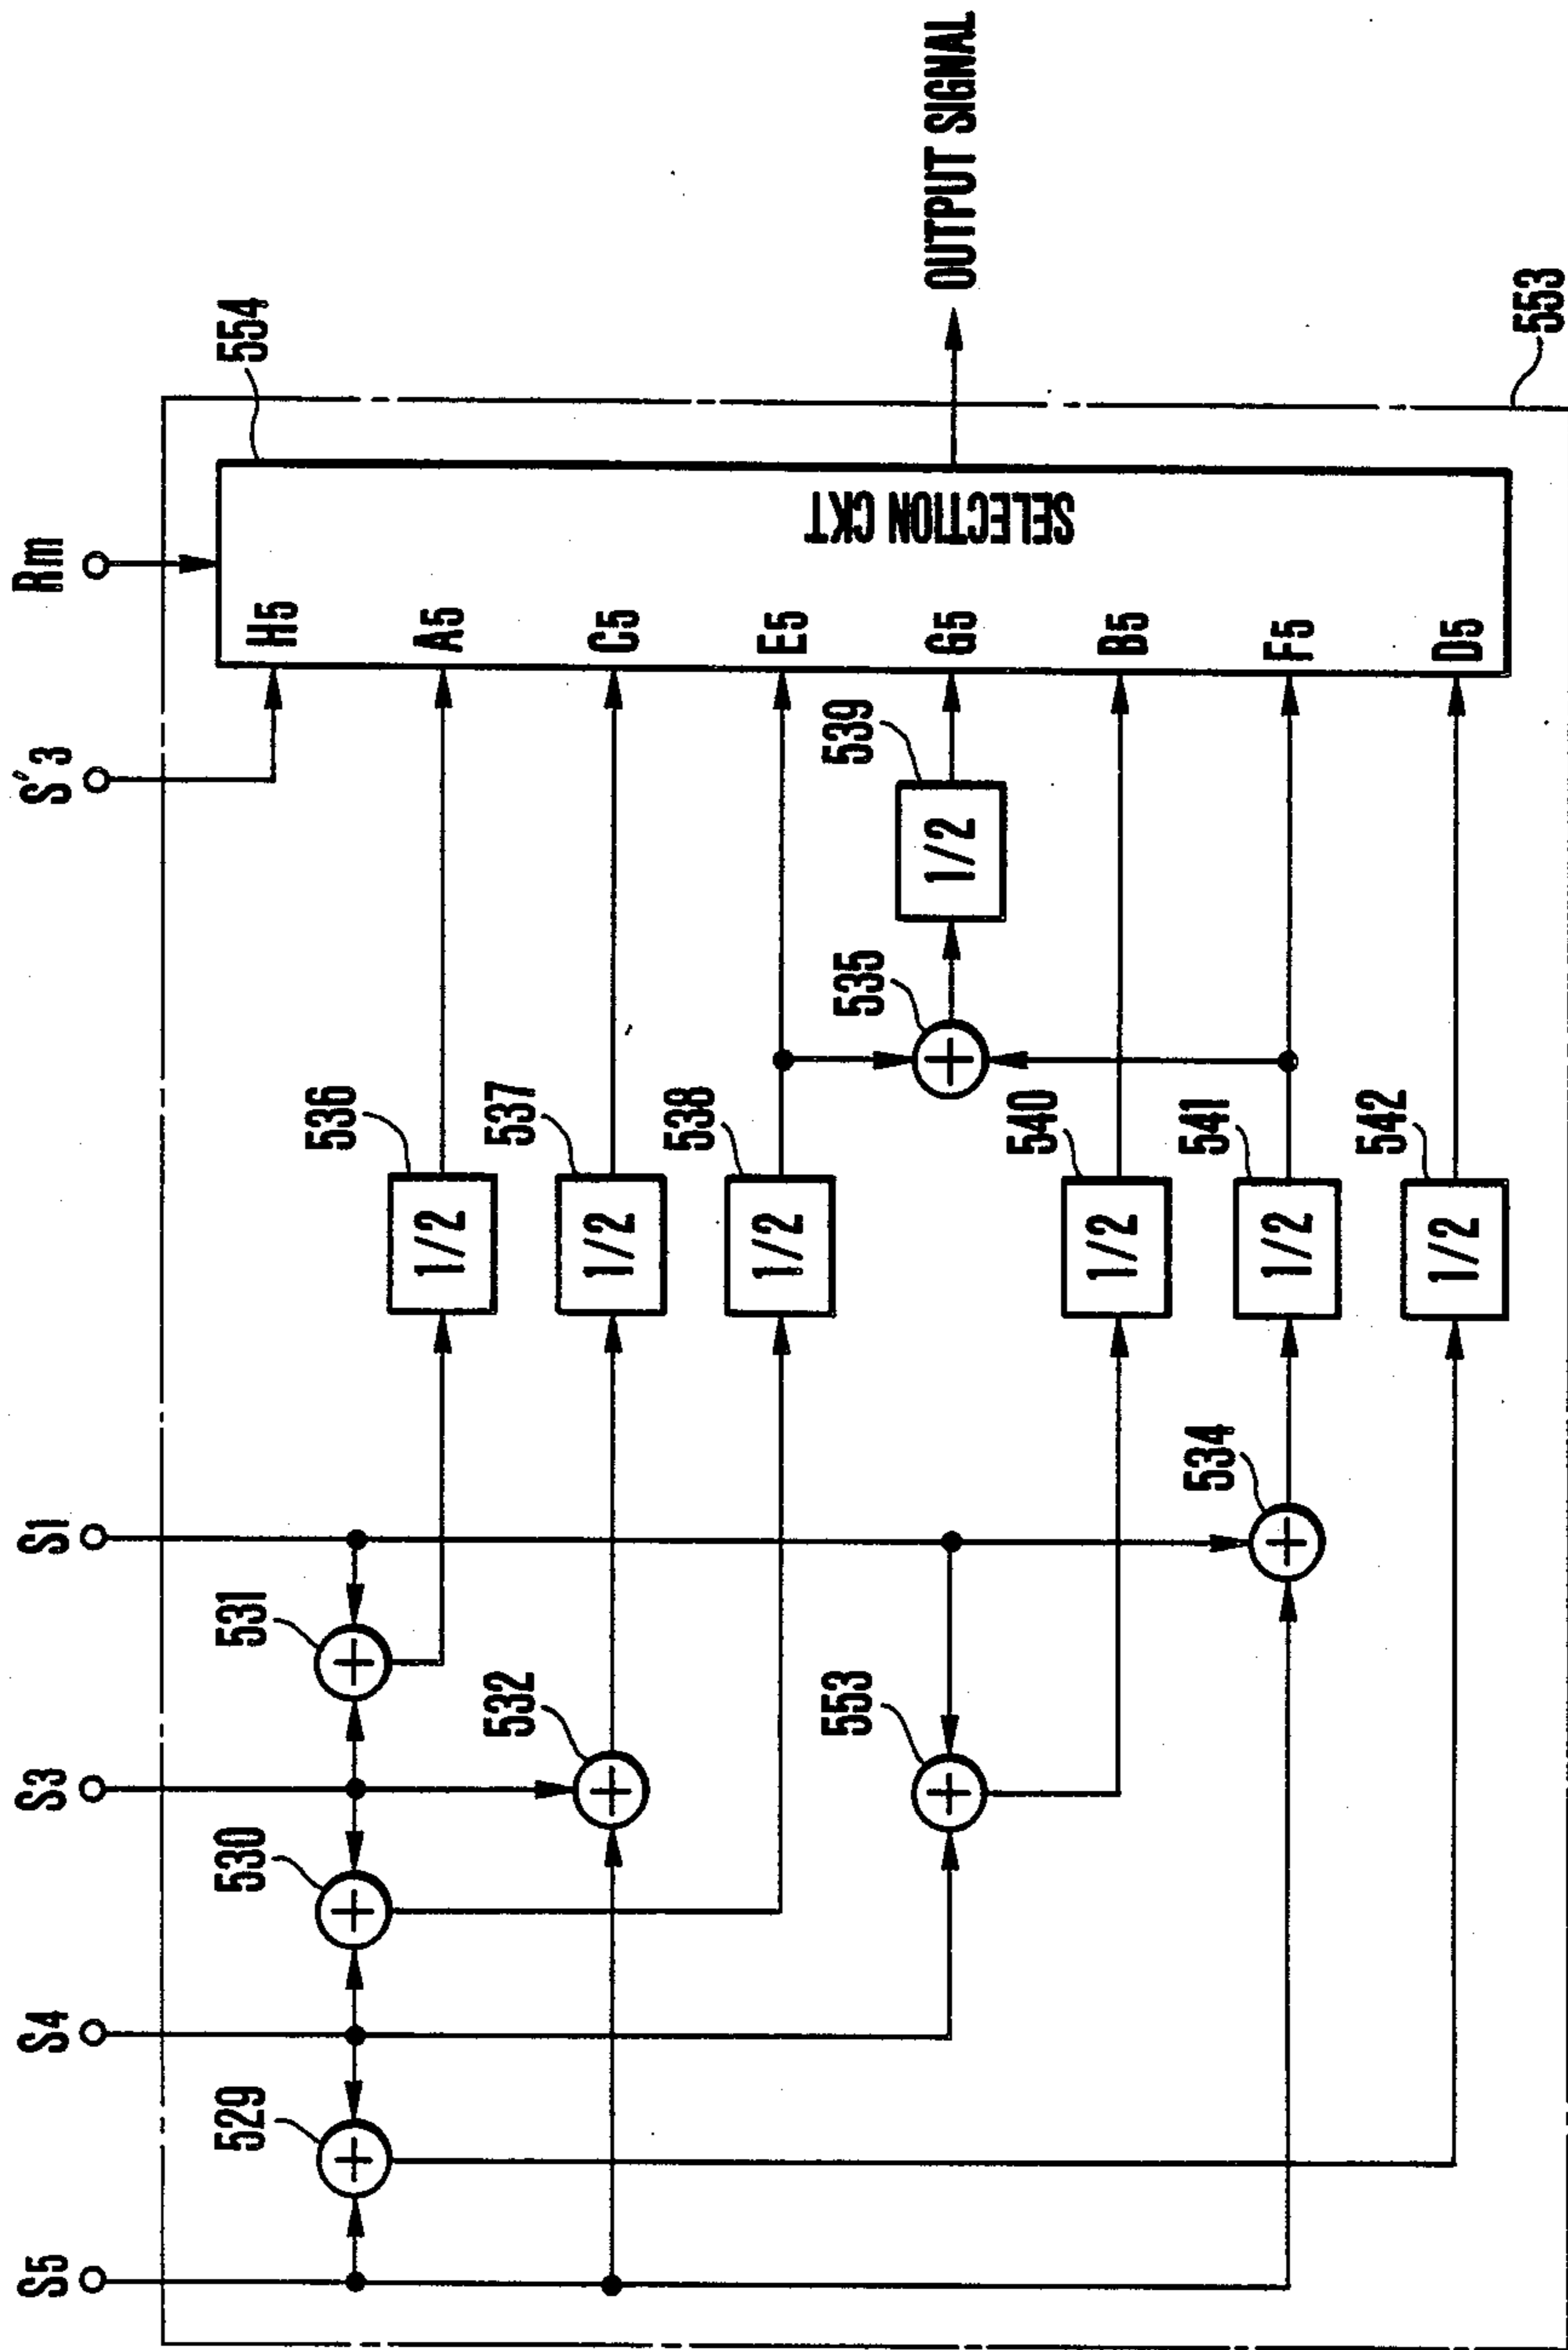 S5
S4
S3
S1
S'3
Rm
529
530
531
532
553
534
536
1/2
537
1/2
538
1/2
540
1/2
541
1/2
542
1/2
535
539
1/2
H5
A5
C5
E5
G5
B5
F5
D5
SELECTION CKT
554
OUTPUT SIGNAL
553